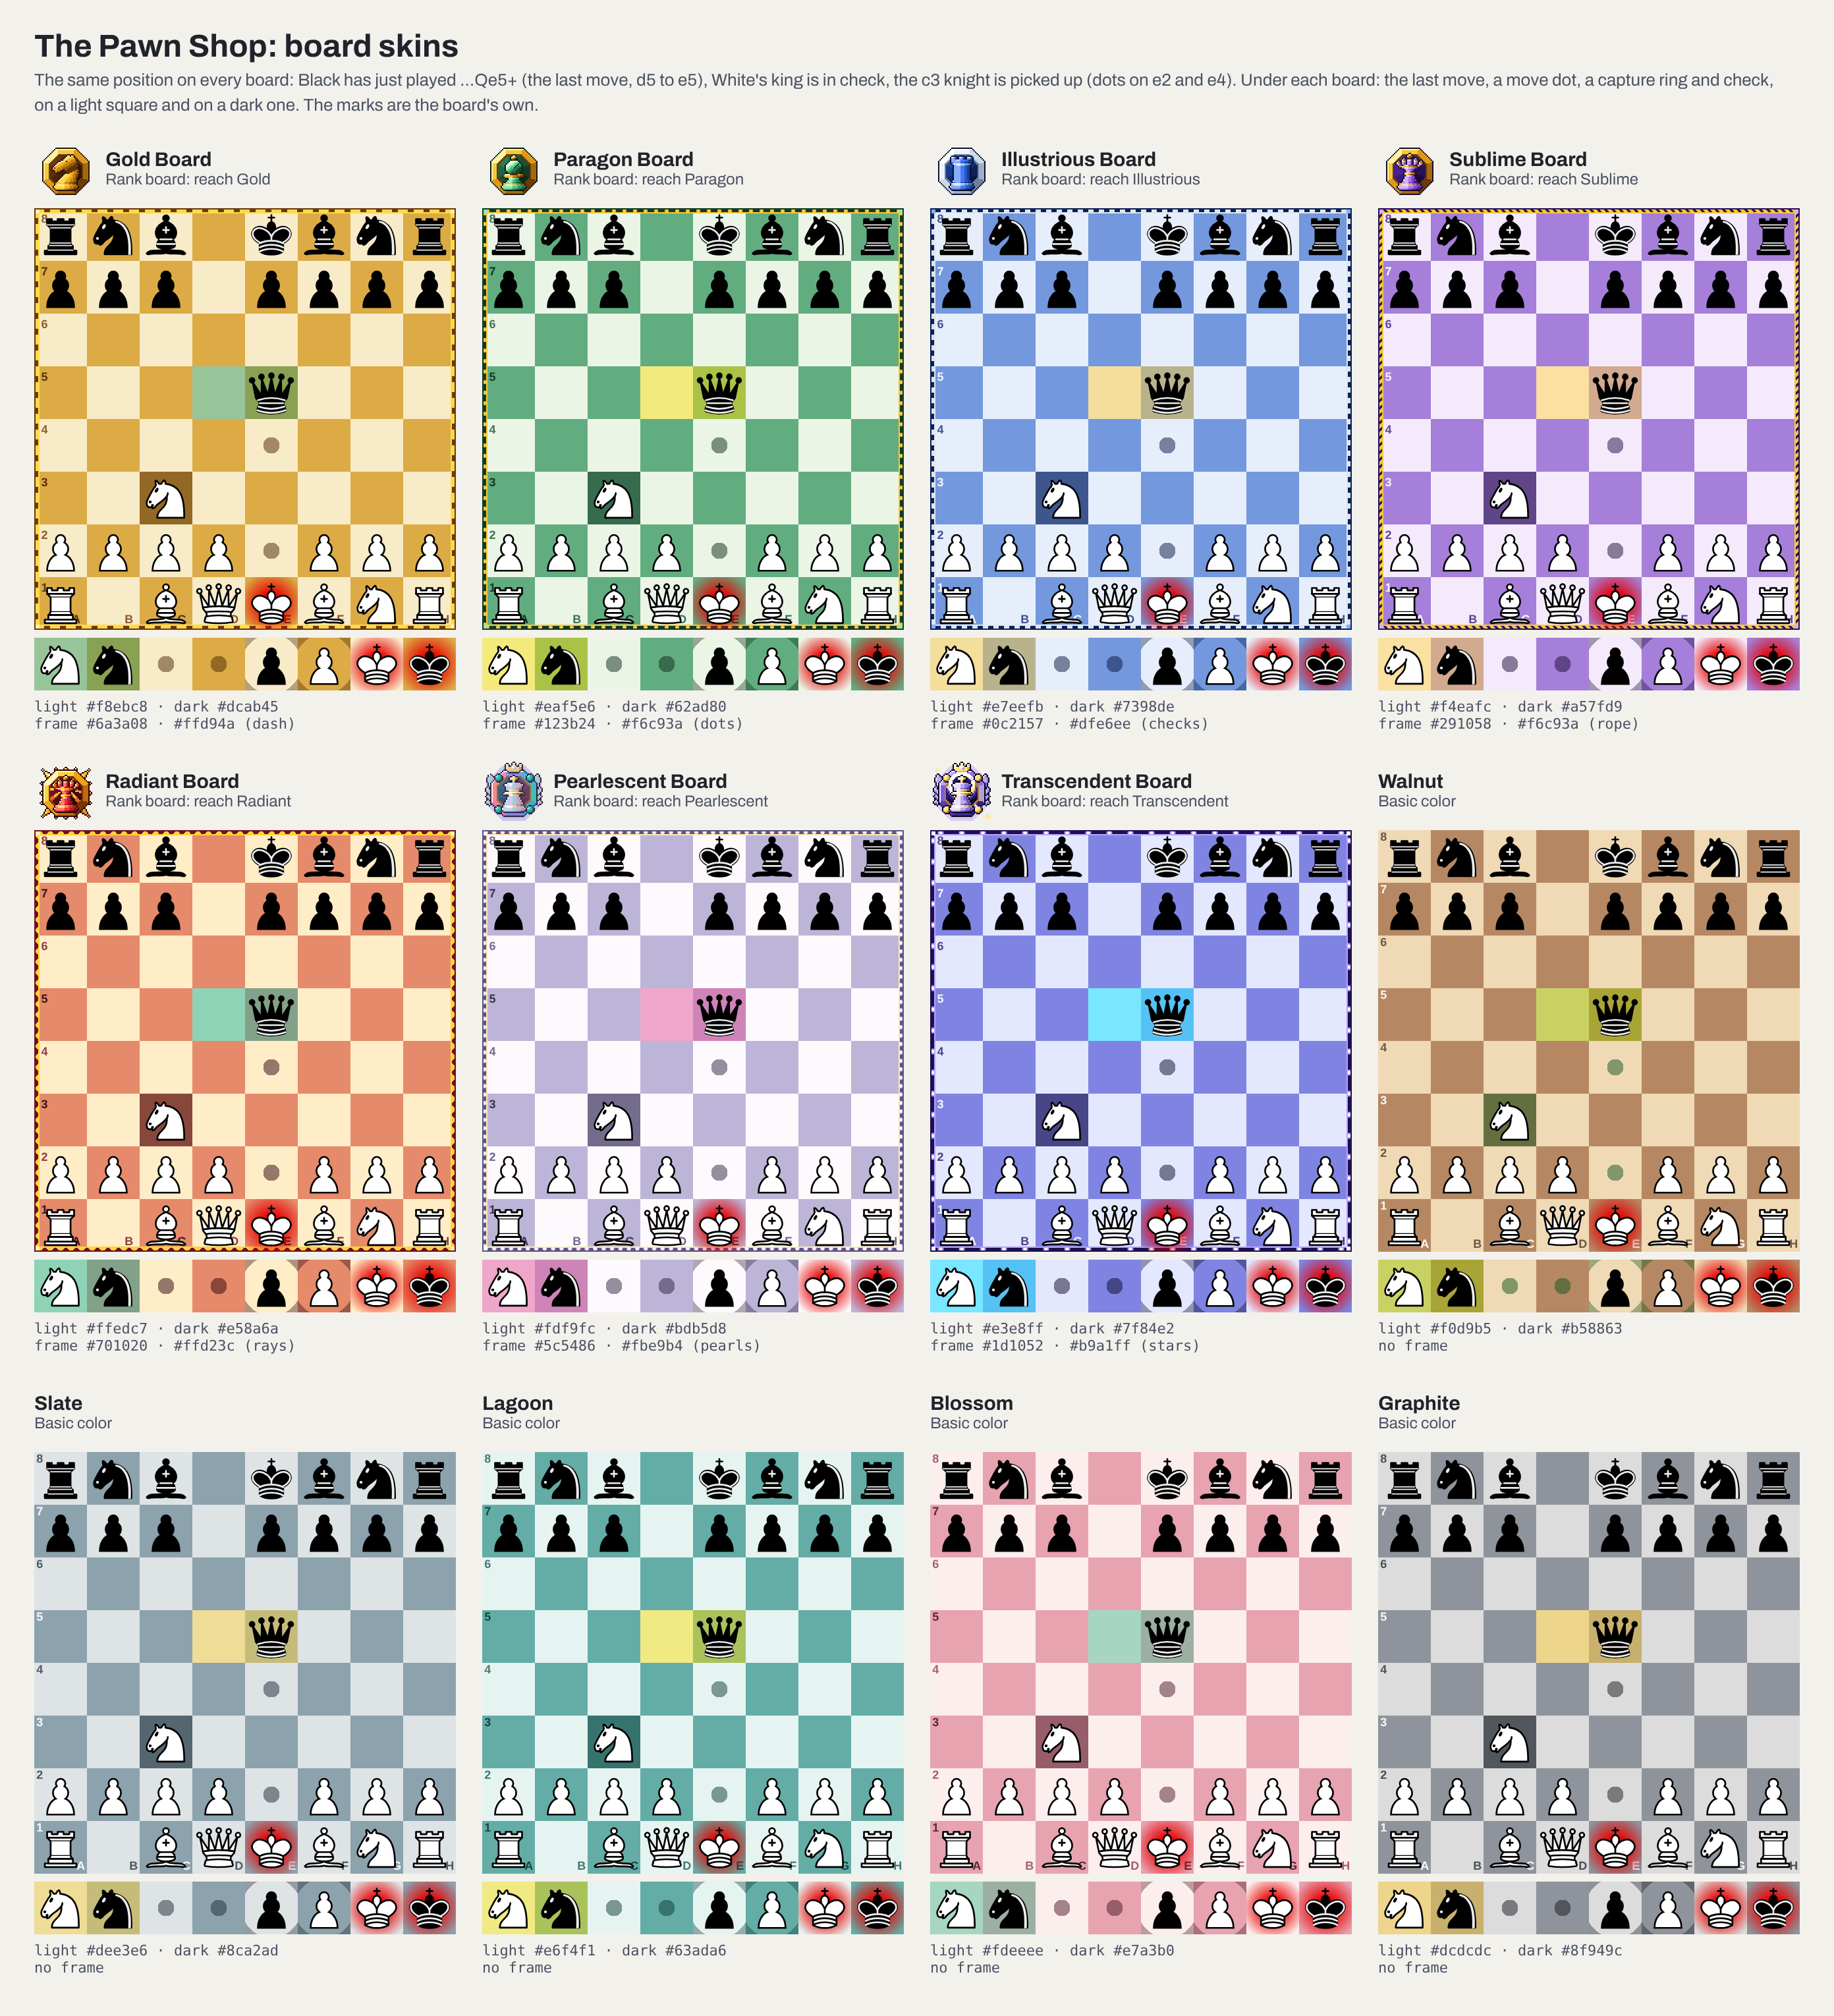 The Pawn Shop: board skins
The same position on every board: Black has just played ...Qe5+ (the last move, d5 to e5), White's king is in check, the c3 knight is picked up (dots on e2 and e4). Under each board: the last move, a move dot, a capture ring and check,
on a light square and on a dark one. The marks are the board's own.
Gold Board
Rank board: reach Gold
Paragon Board
Rank board: reach Paragon
Illustrious Board
Rank board: reach Illustrious
Sublime Board
Rank board: reach Sublime
light #f8ebc8 · dark #dcab45
frame #6a3a08 · #ffd94a (dash)
light #eaf5e6 · dark #62ad80
frame #123b24 · #f6c93a (dots)
light #e7eefb · dark #7398de
frame #0c2157 · #dfe6ee (checks)
light #f4eafc · dark #a57fd9
frame #291058 · #f6c93a (rope)
Radiant Board
Rank board: reach Radiant
Pearlescent Board
Rank board: reach Pearlescent
Transcendent Board
Rank board: reach Transcendent
Walnut
Basic color
light #ffedc7 · dark #e58a6a
frame #701020 · #ffd23c (rays)
light #fdf9fc · dark #bdb5d8
frame #5c5486 · #fbe9b4 (pearls)
light #e3e8ff · dark #7f84e2
frame #1d1052 · #b9a1ff (stars)
light #f0d9b5 · dark #b58863
no frame
Slate
Basic color
Lagoon
Basic color
Blossom
Basic color
Graphite
Basic color
light #dee3e6 · dark #8ca2ad
no frame
light #e6f4f1 · dark #63ada6
no frame
light #fdeeee · dark #e7a3b0
no frame
light #dcdcdc · dark #8f949c
no frame